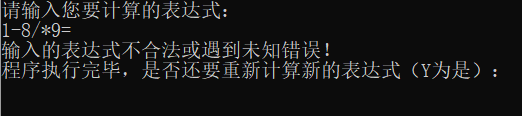 请输入您要计算的表达式：
1-8/*9=
输入的表达式不合法或遇到未知错误！
程序执行完毕，是否还要重新计算新的表达式（Y为是）：